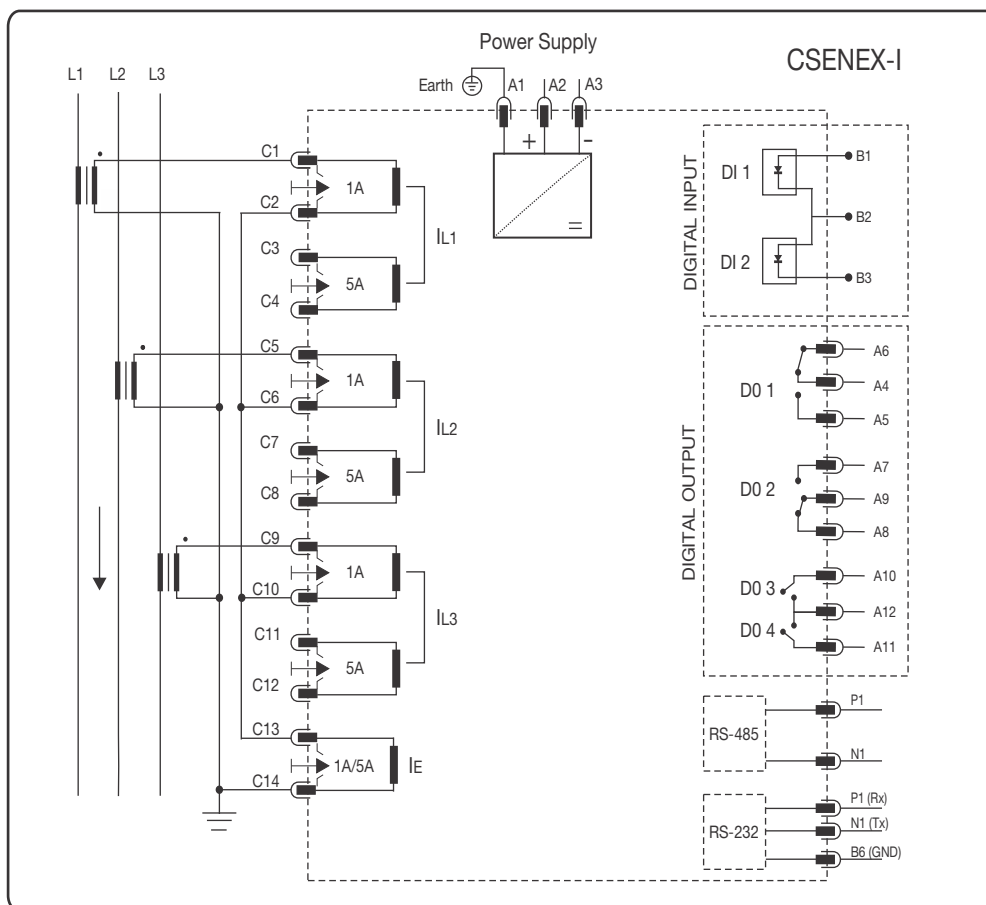 Power Supply
CSENEX-I
L1 L2 L3
Earth A1 A2 A3
+ -
=
C1
1A
C2
IL1
C3
5A
C4
C5
1A
C6
IL2
C7
5A
C8
C9
1A
C10
IL3
C11
5A
C12
C13
1A/5A IE
C14
DIGITAL INPUT
DI 1
B1
B2
DI 2
B3
DIGITAL OUTPUT
A6
D0 1 A4
A5
A7
D0 2 A9
A8
A10
D0 3
A12
D0 4
A11
P1
RS-485
N1
P1 (Rx)
RS-232 N1 (Tx)
B6 (GND)